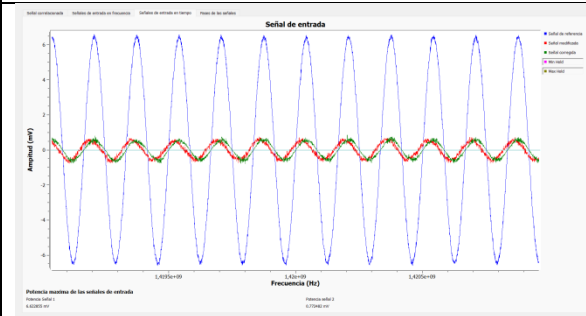 Señal correlacionada Señales de entrada en frecuencia Señales de entrada en tiempo Fases de las señales
Señal de entrada
Señal de referencia
Señal modificada
Señal corregida
Min Hold
Max Hold
Amplitud (mV)
6
4
2
0
-2
-4
-6
1,4195e+09 1,42e+09 1,4205e+09
Frecuencia (Hz)
Potencia maxima de las señales de entrada
Potencia Señal 1 Potencia señal 2